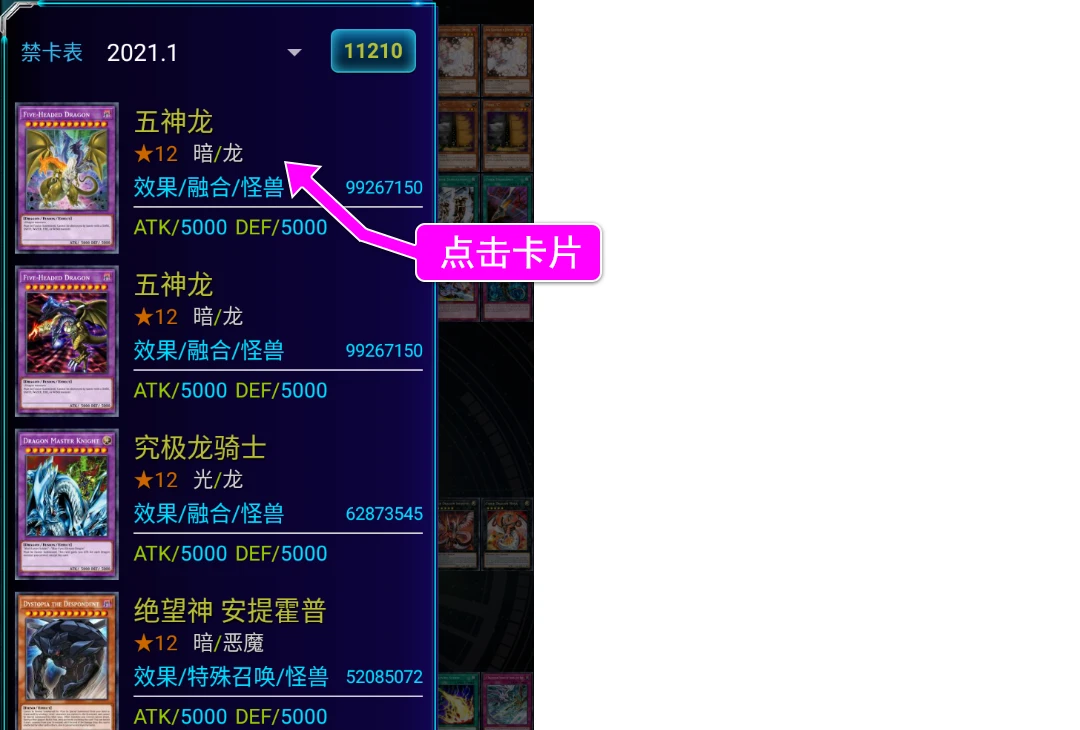 禁卡表 2021.1 11210
FIVE-HEADED DRAGON
五神龙
★12 暗/龙
效果/融合/怪兽 99267150
ATK/5000 DEF/5000
点击卡片
FIVE-HEADED DRAGON
五神龙
★12 暗/龙
效果/融合/怪兽 99267150
ATK/5000 DEF/5000
DRAGON MASTER KNIGHT
究极龙骑士
★12 光/龙
效果/融合/怪兽 62873545
ATK/5000 DEF/5000
DYSTOPIA THE DESPONDENT
绝望神 安提霍普
★12 暗/恶魔
效果/特殊召唤/怪兽 52085072
ATK/5000 DEF/5000